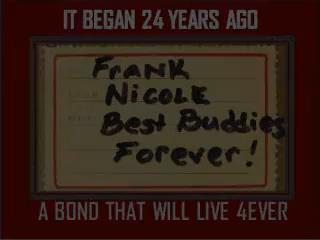 IT BEGAN 24 YEARS AGO
FRANK
NICOLE
Best Buddies
Forever!
A BOND THAT WILL LIVE 4EVER